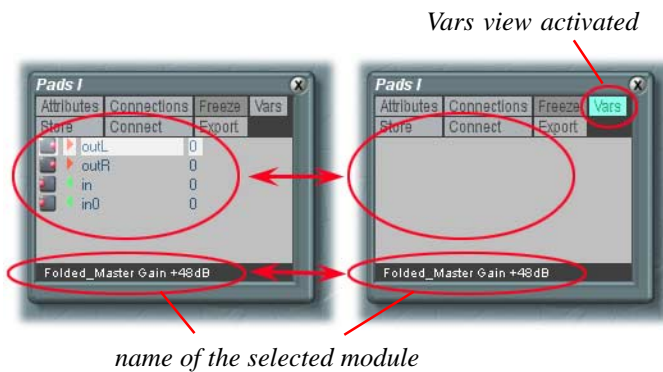 Vars view activated
Pads I
X
Attributes Connections Freeze Vars
Store Connect Export
outL 0
outR 0
in 0
in0 0
Folded_Master Gain +48dB
Pads I
X
Attributes Connections Freeze Vars
Store Connect Export
Folded_Master Gain +48dB
name of the selected module